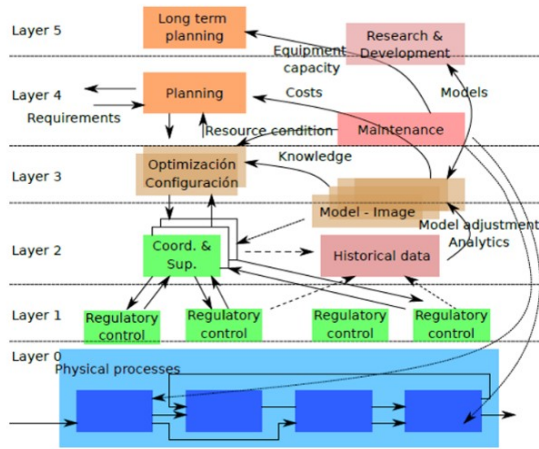 Layer 5
Long term
planning
Research &
Development
Equipment
capacity
Layer 4
Planning
Costs
Models
Requirements
Resource condition
Maintenance
Layer 3
Optimización
Configuración
Knowledge
Model - Image
Model adjustment
Analytics
Layer 2
Coord. &
Sup.
Historical data
Layer 1
Regulatory
control
Regulatory
control
Regulatory
control
Regulatory
control
Layer 0
Physical processes